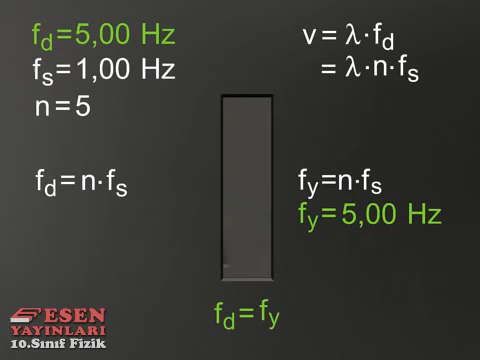 f_d=5,00 Hz
f_s=1,00 Hz
n=5
f_d=n·f_s
v=λ·f_d
=λ·n·f_s
f_y=n·f_s
f_y=5,00 Hz
f_d=f_y
ESEN
YAYINLARI
10.Sınıf Fizik